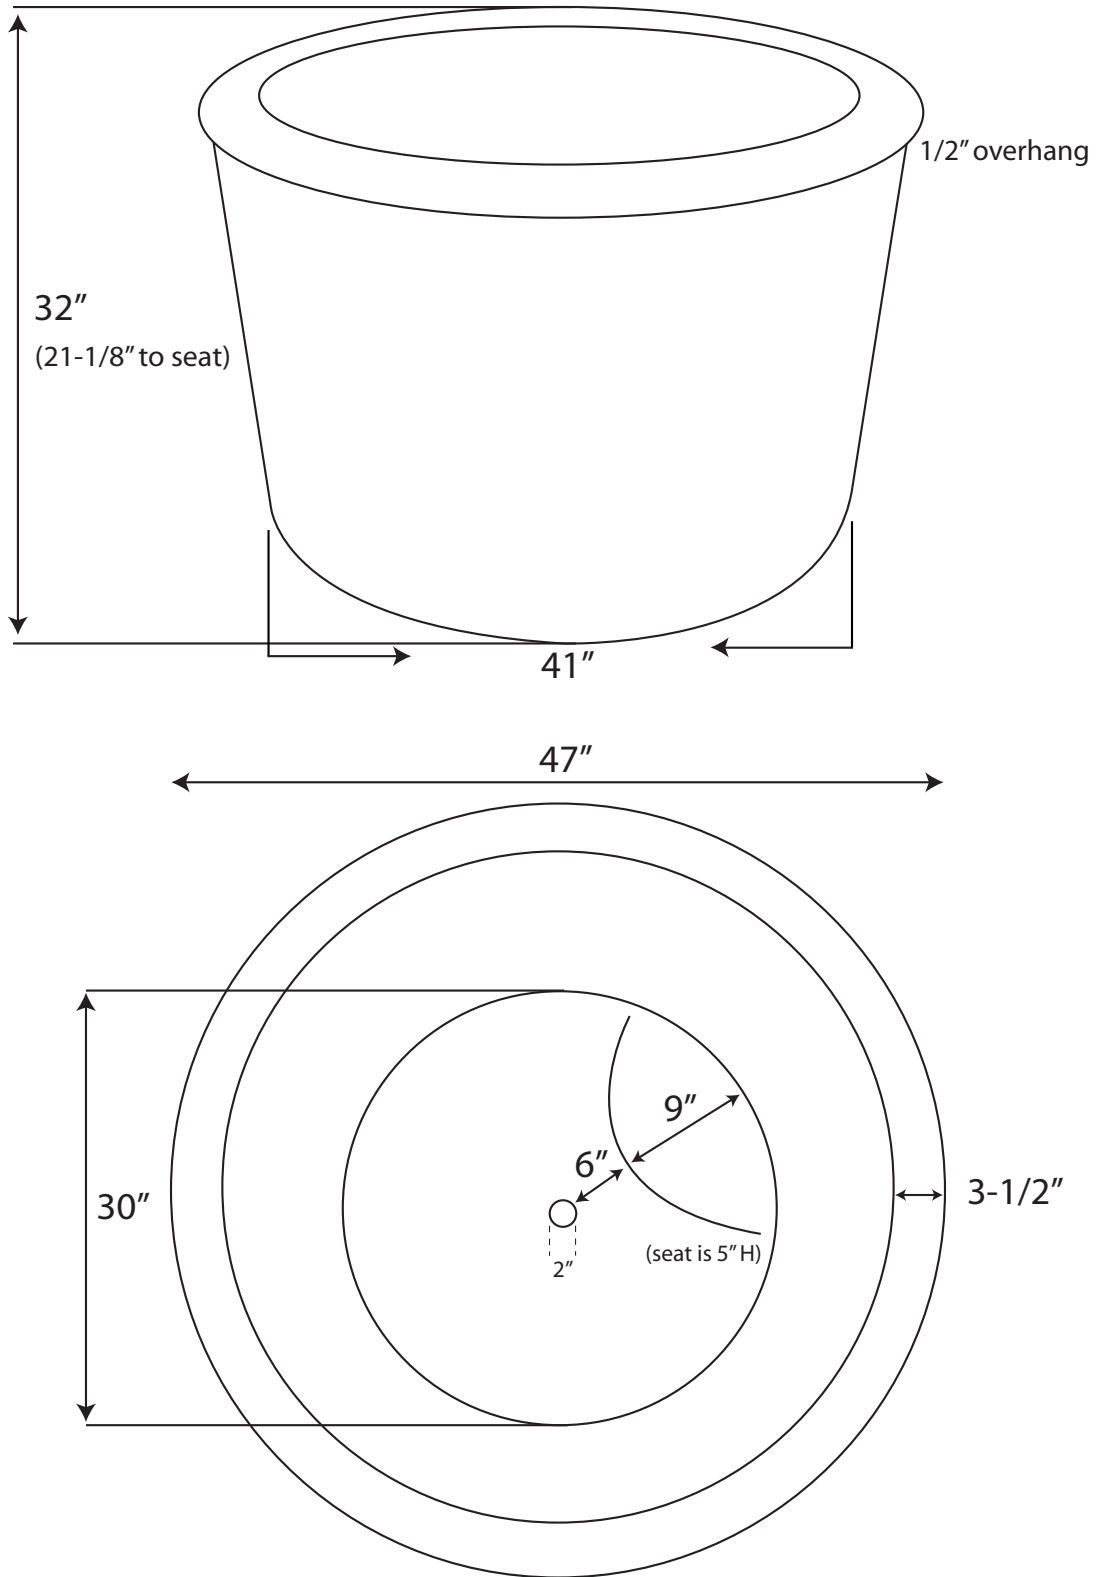 1/2″ overhang
32″
(21-1/8″ to seat)
41″
47″
9″
6″
30″
3-1/2″
(seat is 5″ H)
2″